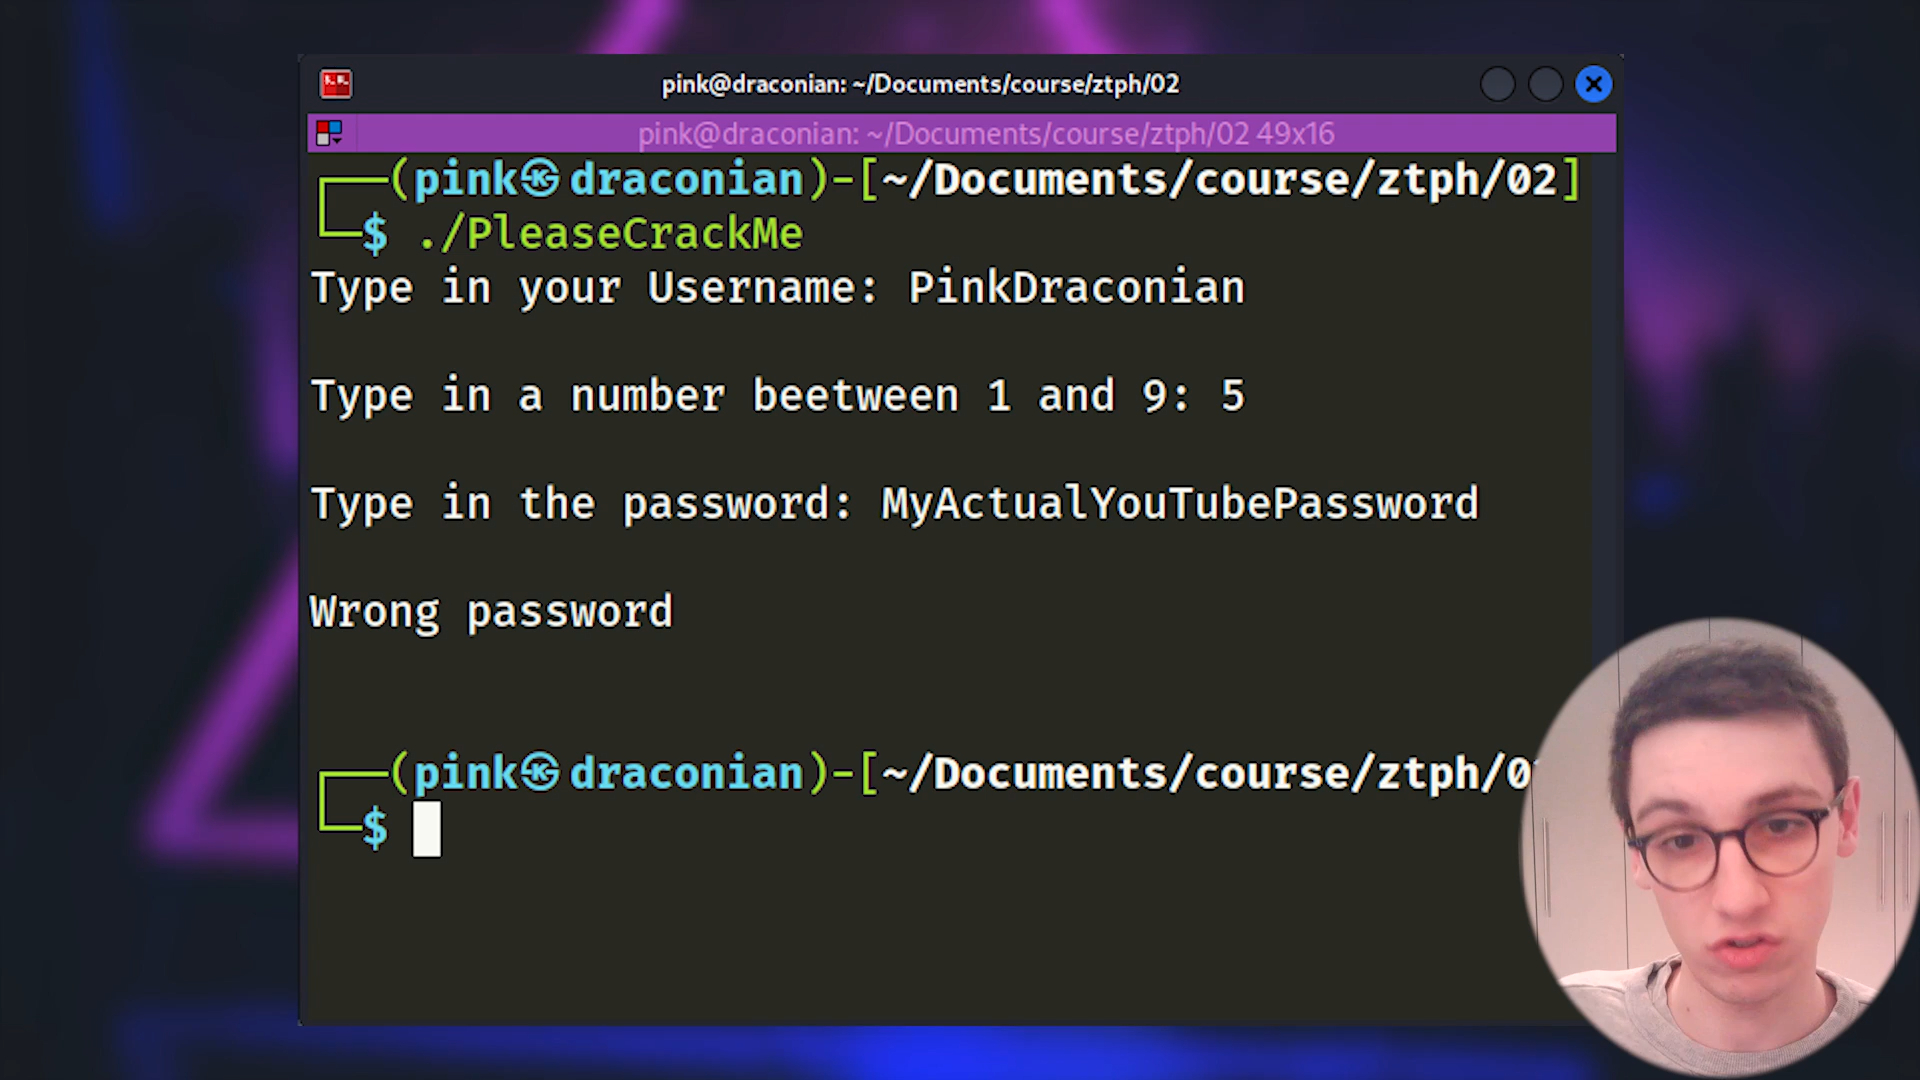 pink@draconian: ~/Documents/course/ztph/02
pink@draconian: ~/Documents/course/ztph/02 49x16
┌──(pink㉿draconian)-[~/Documents/course/ztph/02]
└─$ ./PleaseCrackMe
Type in your Username: PinkDraconian
Type in a number beetween 1 and 9: 5
Type in the password: MyActualYouTubePassword
Wrong password
┌──(pink㉿draconian)-[~/Documents/course/ztph/0
└─$